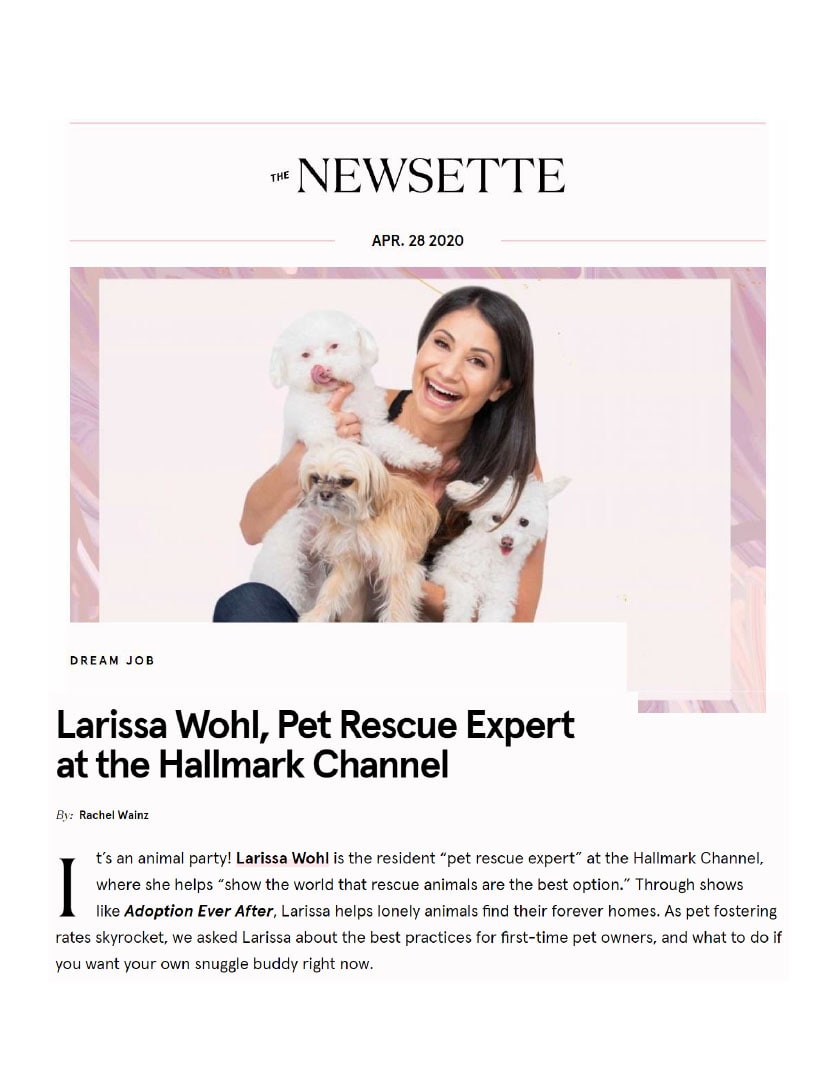 THE NEWSETTE
APR. 28 2020
DREAM JOB
Larissa Wohl, Pet Rescue Expert
at the Hallmark Channel
By: Rachel Wainz
It's an animal party! Larissa Wohl is the resident “pet rescue expert” at the Hallmark Channel,
where she helps “show the world that rescue animals are the best option.” Through shows
like Adoption Ever After, Larissa helps lonely animals find their forever homes. As pet fostering
rates skyrocket, we asked Larissa about the best practices for first-time pet owners, and what to do if
you want your own snuggle buddy right now.